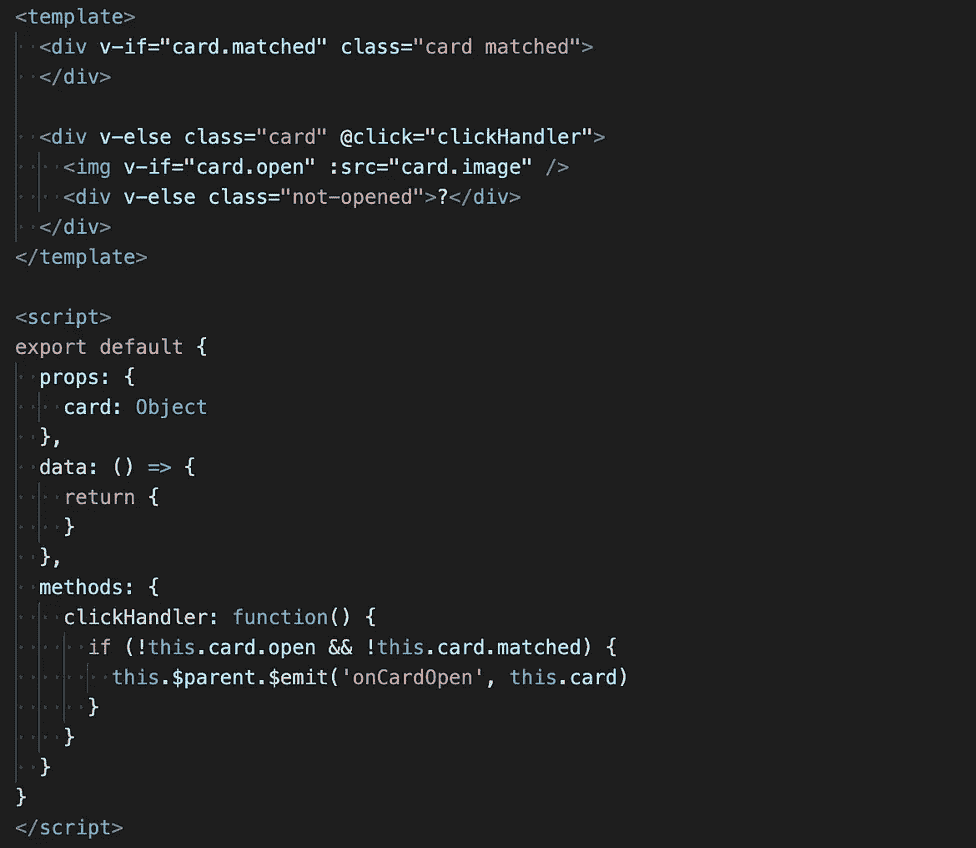 <template>
  <div v-if="card.matched" class="card matched">
  </div>

  <div v-else class="card" @click="clickHandler">
    <img v-if="card.open" :src="card.image" />
    <div v-else class="not-opened">?</div>
  </div>
</template>

<script>
export default {
  props: {
    card: Object
  },
  data: () => {
    return {
    }
  },
  methods: {
    clickHandler: function() {
      if (!this.card.open && !this.card.matched) {
        this.$parent.$emit('onCardOpen', this.card)
      }
    }
  }
}
</script>